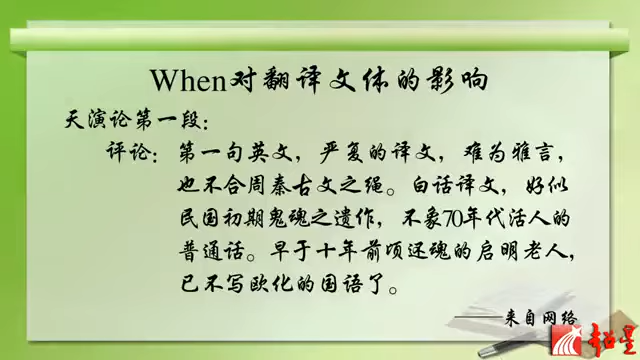 When对翻译文体的影响
天演论第一段：
评论：第一句英文，严复的译文，难为雅言，
也不合周秦古文之绳。白话译文，好似
民国初期鬼魂之遗作，不象70年代活人的
普通话。早于十年前顷还魂的启明老人，
已不写欧化的国语了。
——来自网络
超星